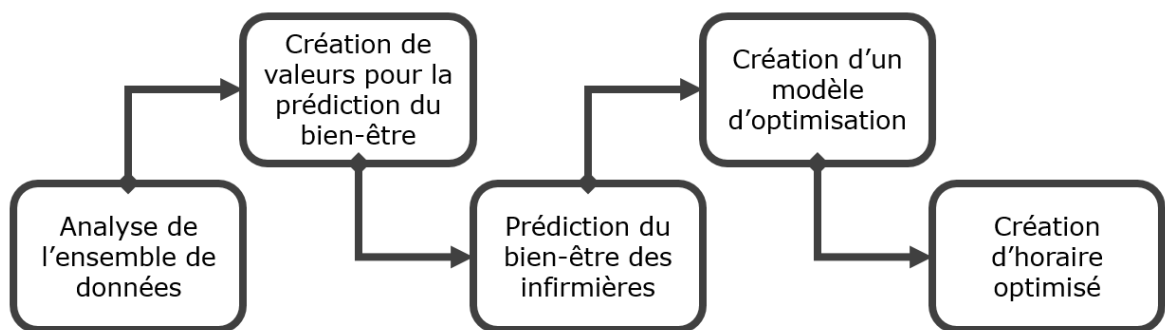 Analyse de
l'ensemble de
données
Création de
valeurs pour la
prédiction du
bien-être
Prédiction du
bien-être des
infirmières
Création d'un
modèle
d'optimisation
Création
d'horaire
optimisé